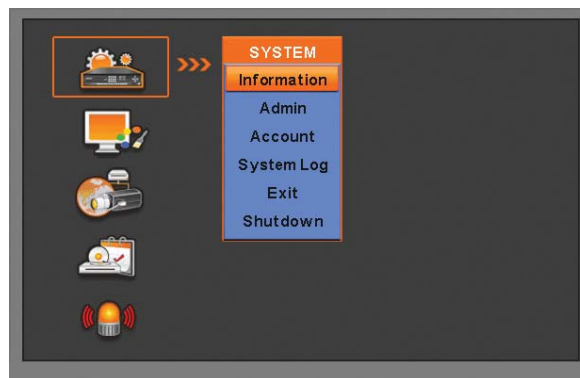 SYSTEM
Information
Admin
Account
System Log
Exit
Shutdown